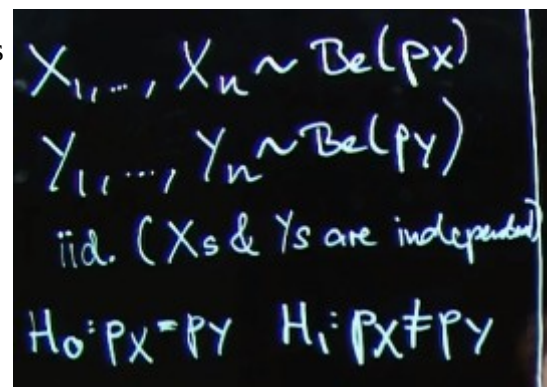 s
X₁,..., Xₙ ~ Be(pX)
Y₁,..., Yₙ ~ Be(pY)
iid. (Xs & Ys are independent)
H₀: pX = pY H₁: pX ≠ pY